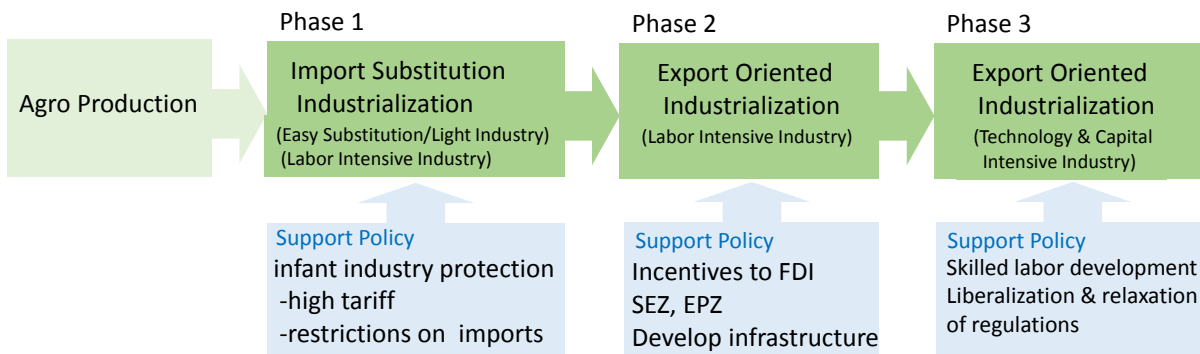 Phase 1
Phase 2
Phase 3
Agro Production
Import Substitution
Industrialization
(Easy Substitution/Light Industry)
(Labor Intensive Industry)
Export Oriented
Industrialization
(Labor Intensive Industry)
Export Oriented
Industrialization
(Technology & Capital
Intensive Industry)
Support Policy
infant industry protection
-high tariff
-restrictions on imports
Support Policy
Incentives to FDI
SEZ, EPZ
Develop infrastructure
Support Policy
Skilled labor development
Liberalization & relaxation
of regulations